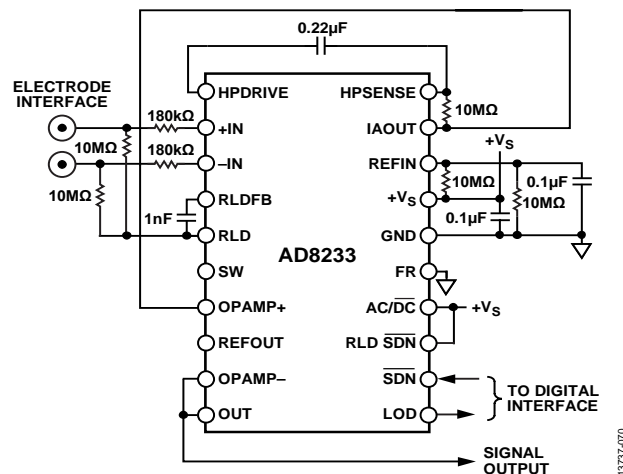 0.22µF
ELECTRODE
INTERFACE
HPDRIVE
HPSENSE
180kΩ
10MΩ
+IN
IAOUT
+VS
10MΩ
180kΩ
–IN
REFIN
0.1µF
10MΩ
10MΩ
+VS
10MΩ
RLDFB
0.1µF
1nF
RLD
GND
AD8233
SW
FR
OPAMP+
AC/DC
+VS
REFOUT
RLD SDN
OPAMP–
SDN
TO DIGITAL
INTERFACE
OUT
LOD
SIGNAL
OUTPUT
13737-070